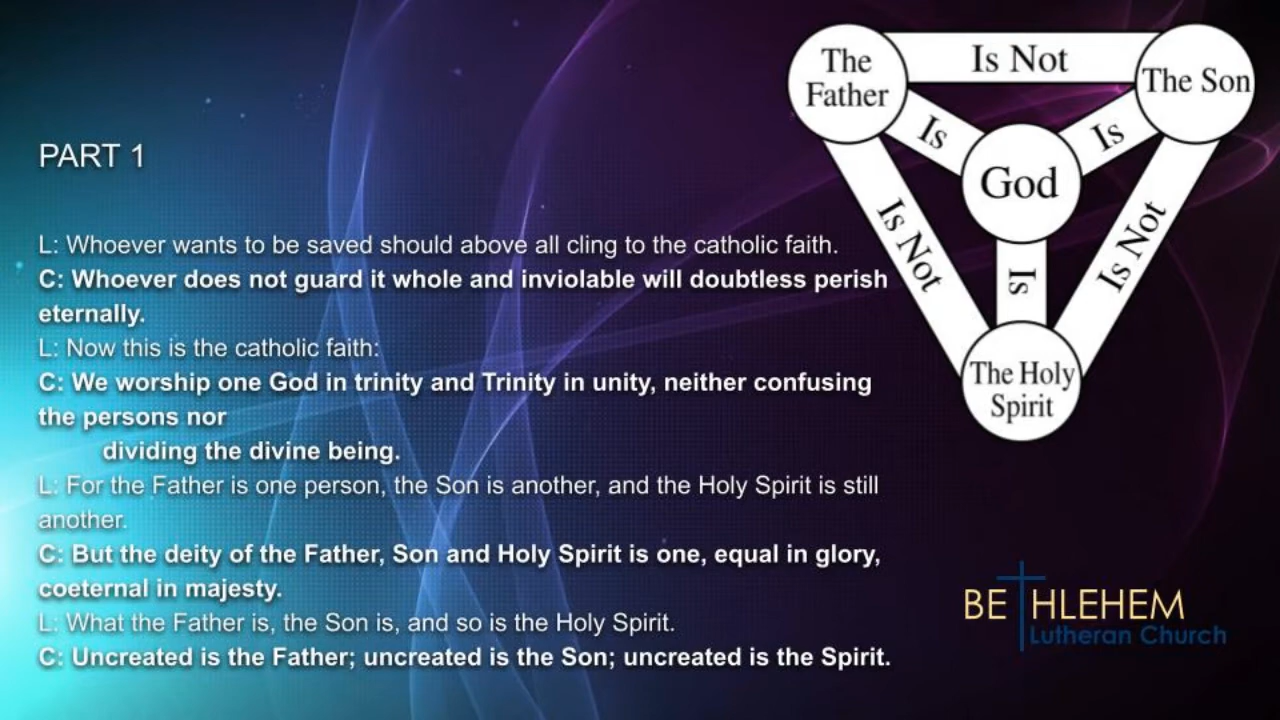 PART 1
L: Whoever wants to be saved should above all cling to the catholic faith.
C: Whoever does not guard it whole and inviolable will doubtless perish
eternally.
L: Now this is the catholic faith:
C: We worship one God in trinity and Trinity in unity, neither confusing
the persons nor
dividing the divine being.
L: For the Father is one person, the Son is another, and the Holy Spirit is still
another.
C: But the deity of the Father, Son and Holy Spirit is one, equal in glory,
coeternal in majesty.
L: What the Father is, the Son is, and so is the Holy Spirit.
C: Uncreated is the Father; uncreated is the Son; uncreated is the Spirit.
The
Father
Is Not
The Son
Is
Is
God
Is Not
Is
Is Not
The Holy
Spirit
BETHLEHEM
Lutheran Church